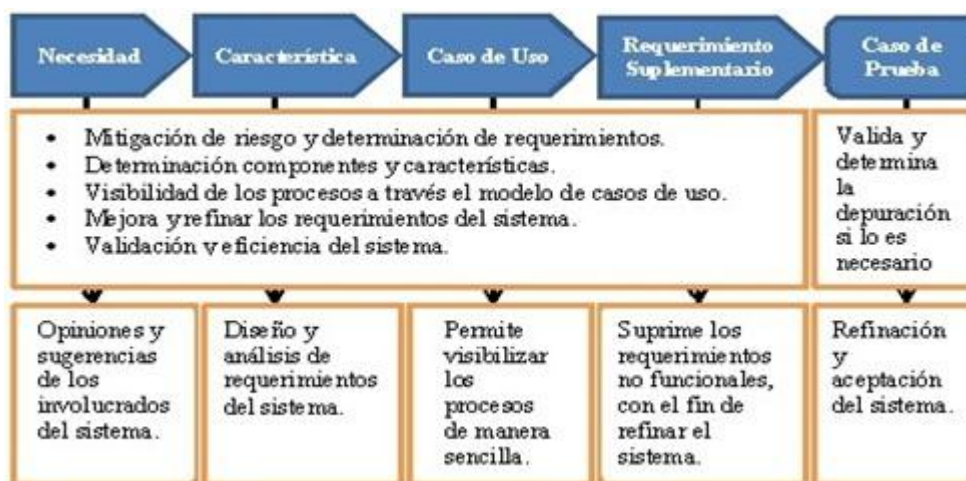 Necesidad
Característica
Caso de Uso
Requerimiento
Suplementario
Caso de
Prueba
• Mitigación de riesgo y determinación de requerimientos.
• Determinación componentes y características.
• Visibilidad de los procesos a través el modelo de casos de uso.
• Mejora y refinar los requerimientos del sistema.
• Validación y eficiencia del sistema.
Valida y
determina
la
depuración
si lo es
necesario
Opiniones y
sugerencias
de los
involucrados
del sistema.
Diseño y
análisis de
requerimientos
del sistema.
Permite
visibilizar
los
procesos
de manera
sencilla.
Suprime los
requerimientos
no funcionales,
con el fin de
refinar el
sistema.
Refinación
y
aceptación
del sistema.